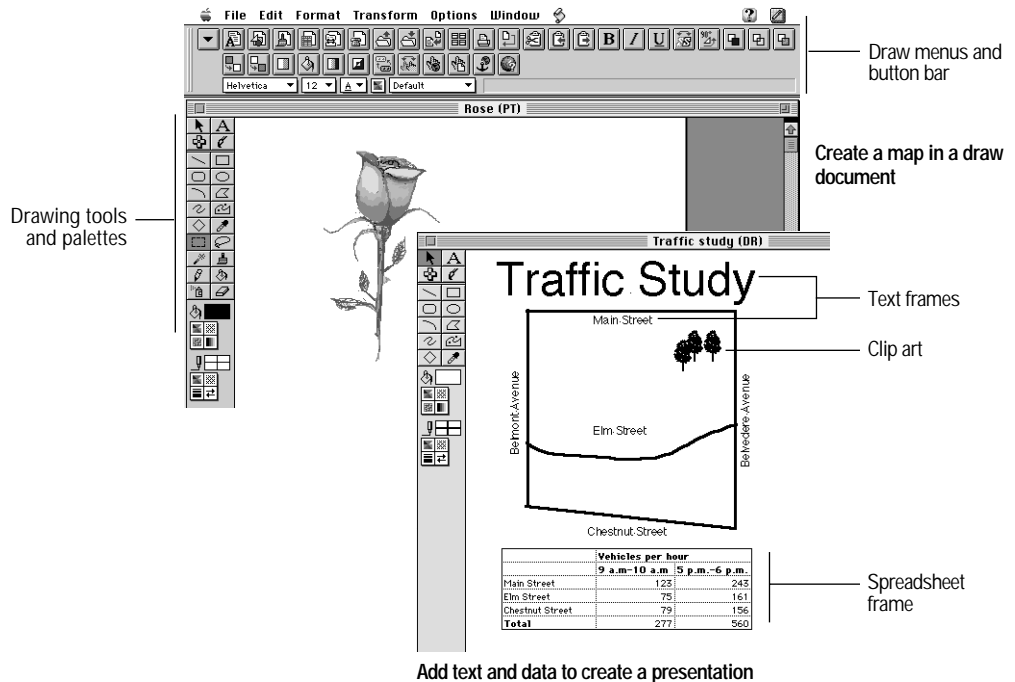 File Edit Format Transform Options Window
B I U
90°
Helvetica 12 A Default
Draw menus and
button bar
Rose (PT)
A
Create a map in a draw
document
Drawing tools
and palettes
Traffic study (DR)
A
Traffic Study
Text frames
Main Street
Clip art
Belmont Avenue
Elm Street
Belvedere Avenue
Chestnut Street
Vehicles per hour
9 a.m-10 a.m 5 p.m.-6 p.m.
Main Street 123 243
Elm Street 75 161
Chestnut Street 79 156
Total 277 560
Spreadsheet
frame
Add text and data to create a presentation